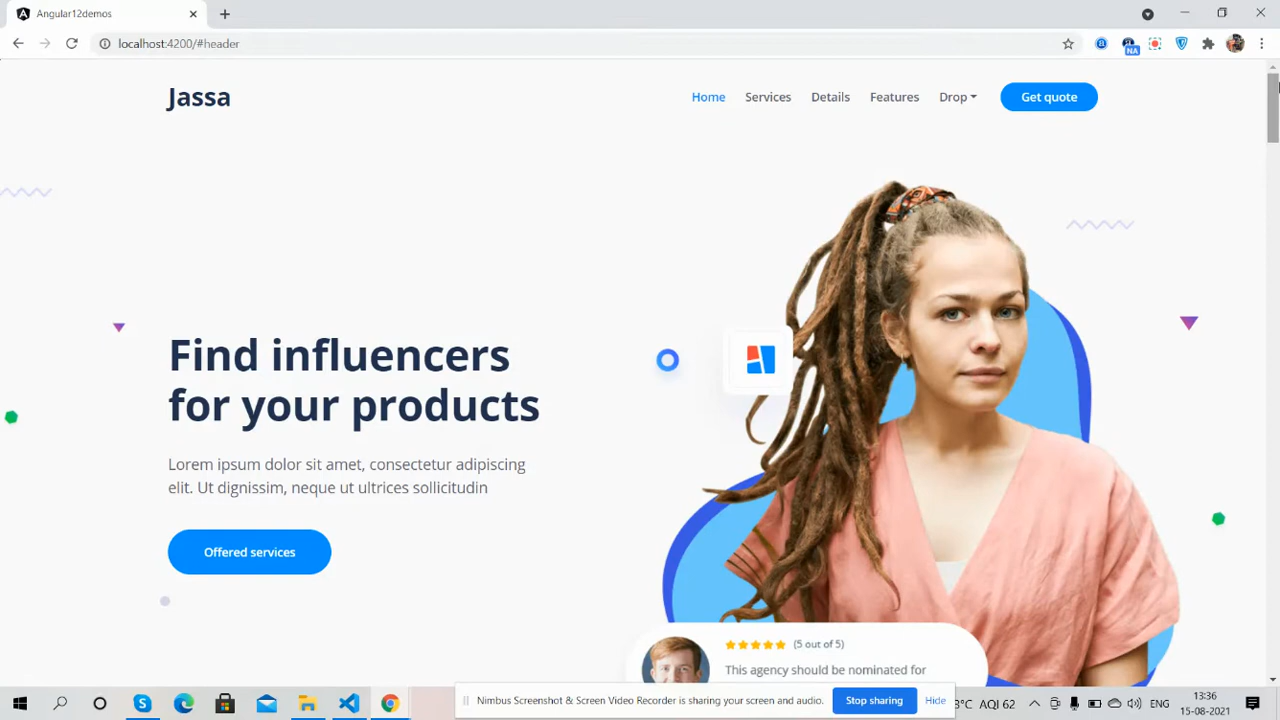 Angular12demos
localhost:4200/#header
NA
Jassa
Home
Services
Details
Features
Drop
Get quote
Find influencers
for your products
Lorem ipsum dolor sit amet, consectetur adipiscing
elit. Ut dignissim, neque ut ultrices sollicitudin
Offered services
(5 out of 5)
This agency should be nominated for
Nimbus Screenshot & Screen Video Recorder is sharing your screen and audio.
Stop sharing
Hide
3°C AQI 62
ENG
13:36
15-08-2021